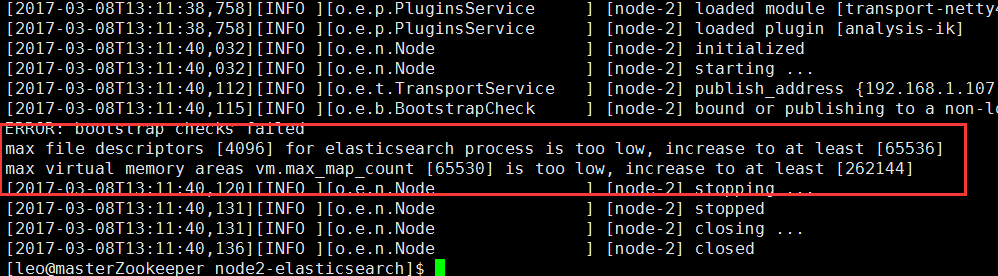 [2017-03-08T13:11:38,758][INFO ][o.e.p.PluginsService     ] [node-2] loaded module [transport-netty4
[2017-03-08T13:11:38,758][INFO ][o.e.p.PluginsService     ] [node-2] loaded plugin [analysis-ik]
[2017-03-08T13:11:40,032][INFO ][o.e.n.Node               ] [node-2] initialized
[2017-03-08T13:11:40,032][INFO ][o.e.n.Node               ] [node-2] starting ...
[2017-03-08T13:11:40,112][INFO ][o.e.t.TransportService   ] [node-2] publish_address {192.168.1.107
[2017-03-08T13:11:40,115][INFO ][o.e.b.BootstrapCheck     ] [node-2] bound or publishing to a non-lo
ERROR: bootstrap checks failed
max file descriptors [4096] for elasticsearch process is too low, increase to at least [65536]
max virtual memory areas vm.max_map_count [65530] is too low, increase to at least [262144]
[2017-03-08T13:11:40,120][INFO ][o.e.n.Node               ] [node-2] stopping ...
[2017-03-08T13:11:40,131][INFO ][o.e.n.Node               ] [node-2] stopped
[2017-03-08T13:11:40,131][INFO ][o.e.n.Node               ] [node-2] closing ...
[2017-03-08T13:11:40,136][INFO ][o.e.n.Node               ] [node-2] closed
[leo@masterZookeeper node2-elasticsearch]$